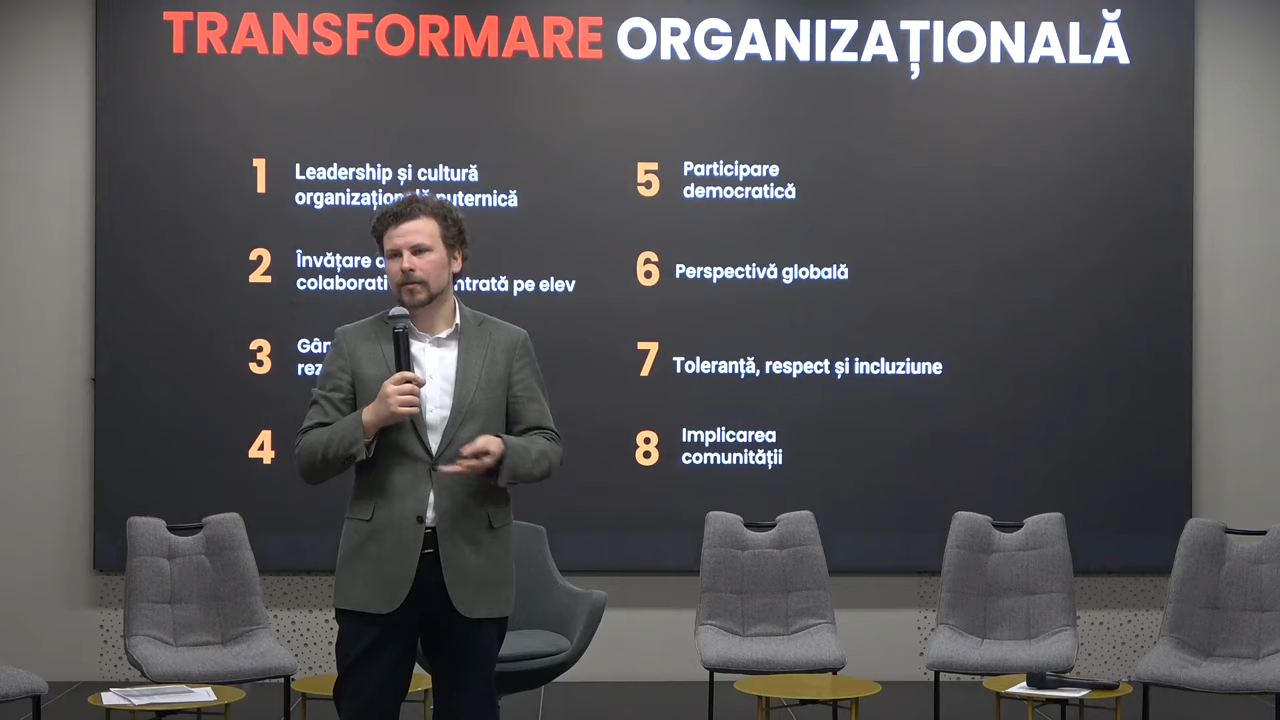 TRANSFORMARE ORGANIZAȚIONALĂ
1
Leadership și cultură
organizațională puternică
2
Învățare
pe elev
3
4
5
Participare
democratică
6
Perspectivă globală
7
Toleranță, respect și incluziune
8
Implicarea
comunității